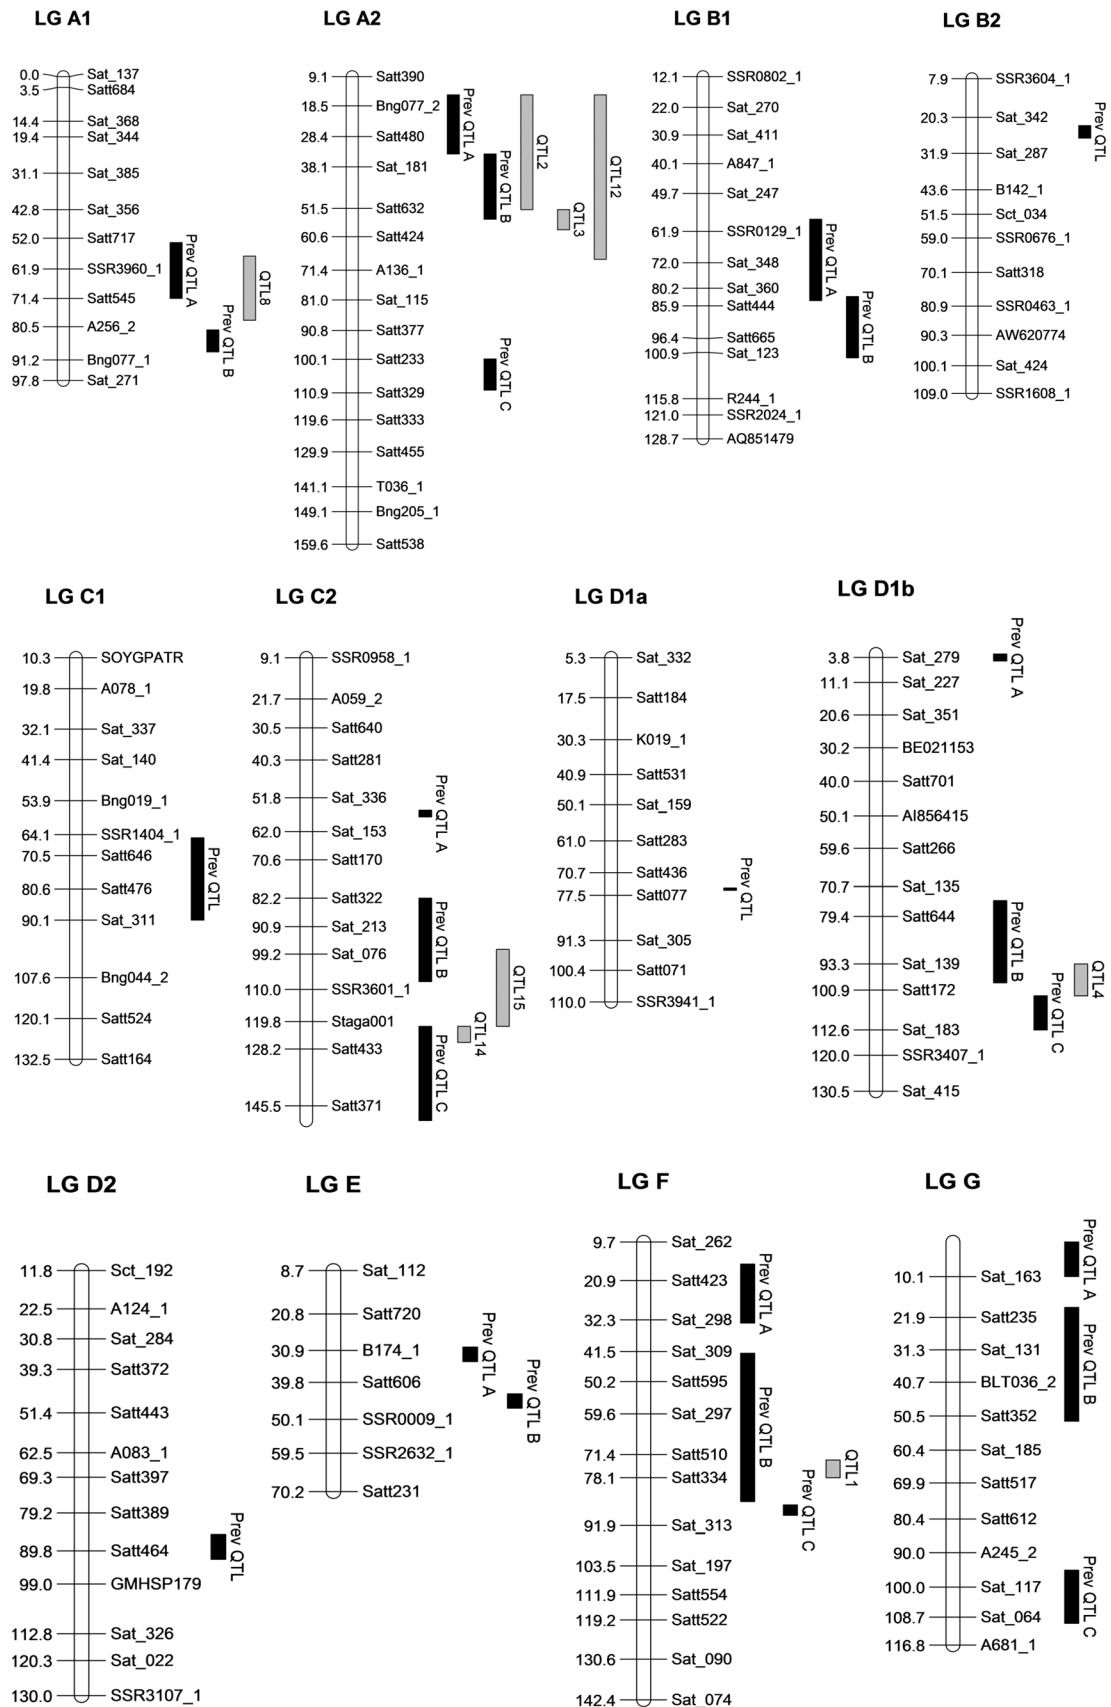 LG A1
0.0 Sat_137
3.5 Satt684
14.4 Sat_368
19.4 Sat_344
31.1 Sat_385
42.8 Sat_356
52.0 Satt717
61.9 SSR3960_1
71.4 Satt545
80.5 A256_2
91.2 Bng077_1
97.8 Sat_271
Prev QTL A
Prev QTL B
QTL8
LG A2
9.1 Satt390
18.5 Bng077_2
28.4 Satt480
38.1 Sat_181
51.5 Satt632
60.6 Satt424
71.4 A136_1
81.0 Sat_115
90.8 Satt377
100.1 Satt233
110.9 Satt329
119.6 Satt333
129.9 Satt455
141.1 T036_1
149.1 Bng205_1
159.6 Satt538
Prev QTL A
Prev QTL B
Prev QTL C
QTL2
QTL3
QTL12
LG B1
12.1 SSR0802_1
22.0 Sat_270
30.9 Sat_411
40.1 A847_1
49.7 Sat_247
61.9 SSR0129_1
72.0 Sat_348
80.2 Sat_360
85.9 Satt444
96.4 Satt665
100.9 Sat_123
115.8 R244_1
121.0 SSR2024_1
128.7 AQ851479
Prev QTL A
Prev QTL B
LG B2
7.9 SSR3604_1
20.3 Sat_342
31.9 Sat_287
43.6 B142_1
51.5 Sct_034
59.0 SSR0676_1
70.1 Satt318
80.9 SSR0463_1
90.3 AW620774
100.1 Sat_424
109.0 SSR1608_1
Prev QTL
LG C1
10.3 SOYGPATR
19.8 A078_1
32.1 Sat_337
41.4 Sat_140
53.9 Bng019_1
64.1 SSR1404_1
70.5 Satt646
80.6 Satt476
90.1 Sat_311
107.6 Bng044_2
120.1 Satt524
132.5 Satt164
Prev QTL
LG C2
9.1 SSR0958_1
21.7 A059_2
30.5 Satt640
40.3 Satt281
51.8 Sat_336
62.0 Sat_153
70.6 Satt170
82.2 Satt322
90.9 Sat_213
99.2 Sat_076
110.0 SSR3601_1
119.8 Staga001
128.2 Satt433
145.5 Satt371
Prev QTL A
Prev QTL B
Prev QTL C
QTL14
QTL15
LG D1a
5.3 Sat_332
17.5 Satt184
30.3 K019_1
40.9 Satt531
50.1 Sat_159
61.0 Satt283
70.7 Satt436
77.5 Satt077
91.3 Sat_305
100.4 Satt071
110.0 SSR3941_1
Prev QTL
LG D1b
3.8 Sat_279
11.1 Sat_227
20.6 Sat_351
30.2 BE021153
40.0 Satt701
50.1 AI856415
59.6 Satt266
70.7 Sat_135
79.4 Satt644
93.3 Sat_139
100.9 Satt172
112.6 Sat_183
120.0 SSR3407_1
130.5 Sat_415
Prev QTL A
Prev QTL B
Prev QTL C
QTL4
LG D2
11.8 Sct_192
22.5 A124_1
30.8 Sat_284
39.3 Satt372
51.4 Satt443
62.5 A083_1
69.3 Satt397
79.2 Satt389
89.8 Satt464
99.0 GMHSP179
112.8 Sat_326
120.3 Sat_022
130.0 SSR3107_1
Prev QTL
LG E
8.7 Sat_112
20.8 Satt720
30.9 B174_1
39.8 Satt606
50.1 SSR0009_1
59.5 SSR2632_1
70.2 Satt231
Prev QTL A
Prev QTL B
LG F
9.7 Sat_262
20.9 Satt423
32.3 Sat_298
41.5 Sat_309
50.2 Satt595
59.6 Sat_297
71.4 Satt510
78.1 Satt334
91.9 Sat_313
103.5 Sat_197
111.9 Satt554
119.2 Satt522
130.6 Sat_090
142.4 Sat_074
Prev QTL A
Prev QTL B
Prev QTL C
QTL1
LG G
10.1 Sat_163
21.9 Satt235
31.3 Sat_131
40.7 BLT036_2
50.5 Satt352
60.4 Sat_185
69.9 Satt517
80.4 Satt612
90.0 A245_2
100.0 Sat_117
108.7 Sat_064
116.8 A681_1
Prev QTL A
Prev QTL B
Prev QTL C